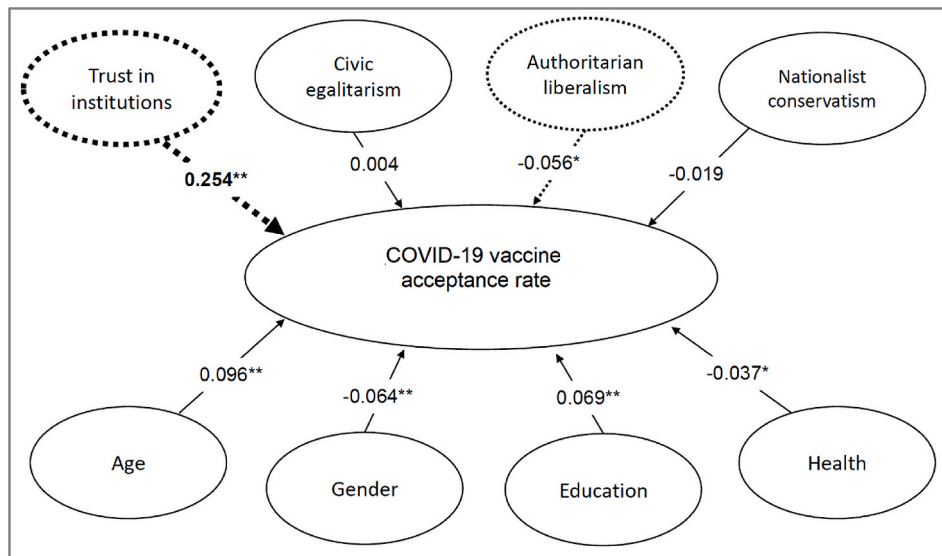 Trust in
institutions
Civic
egalitarism
Authoritarian
liberalism
Nationalist
conservatism
0.254**
0.004
-0.056*
-0.019
COVID-19 vaccine
acceptance rate
0.096**
-0.064**
0.069**
-0.037*
Age
Gender
Education
Health